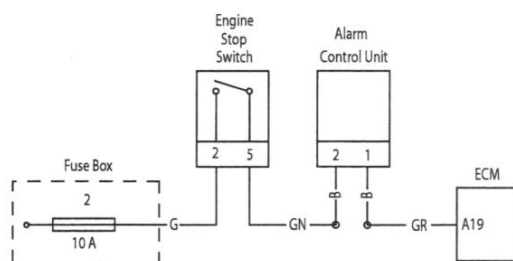 Engine
Stop
Switch
Alarm
Control Unit
2 5
2 1
Fuse Box
2
10 A
B B
ECM
G
GN
GR
A19